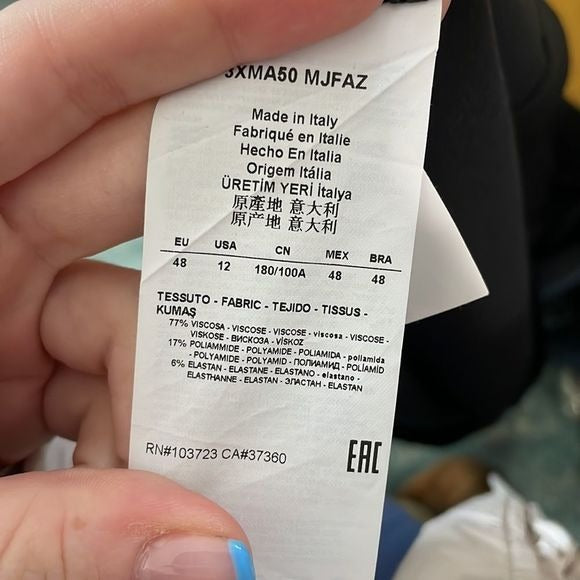 3XMA50 MJFAZ
Made in Italy
Fabriqué en Italie
Hecho En Italia
Origem Itália
ÜRETİM YERİ İtalya
原產地 意大利
原产地 意大利
EU USA CN MEX BRA
48 12 180/100A 48 48
TESSUTO - FABRIC - TEJIDO - TISSUS -
KUMAŞ
77% VISCOSA - VISCOSE - VISCOSE - viscosa - VISCOSE -
VISKOSE - ВИСКОЗА - VİSKOZ
17% POLIAMMIDE - POLYAMIDE - POLIAMIDA - poliamida
- POLYAMIDE - POLYAMID - ПОЛИАМИД - POLİAMİD
6% ELASTAN - ELASTANE - ELASTANO - elastano -
ELASTHANNE - ELASTAN - ЭЛАСТАН - ELASTAN
RN#103723 CA#37360
EAC